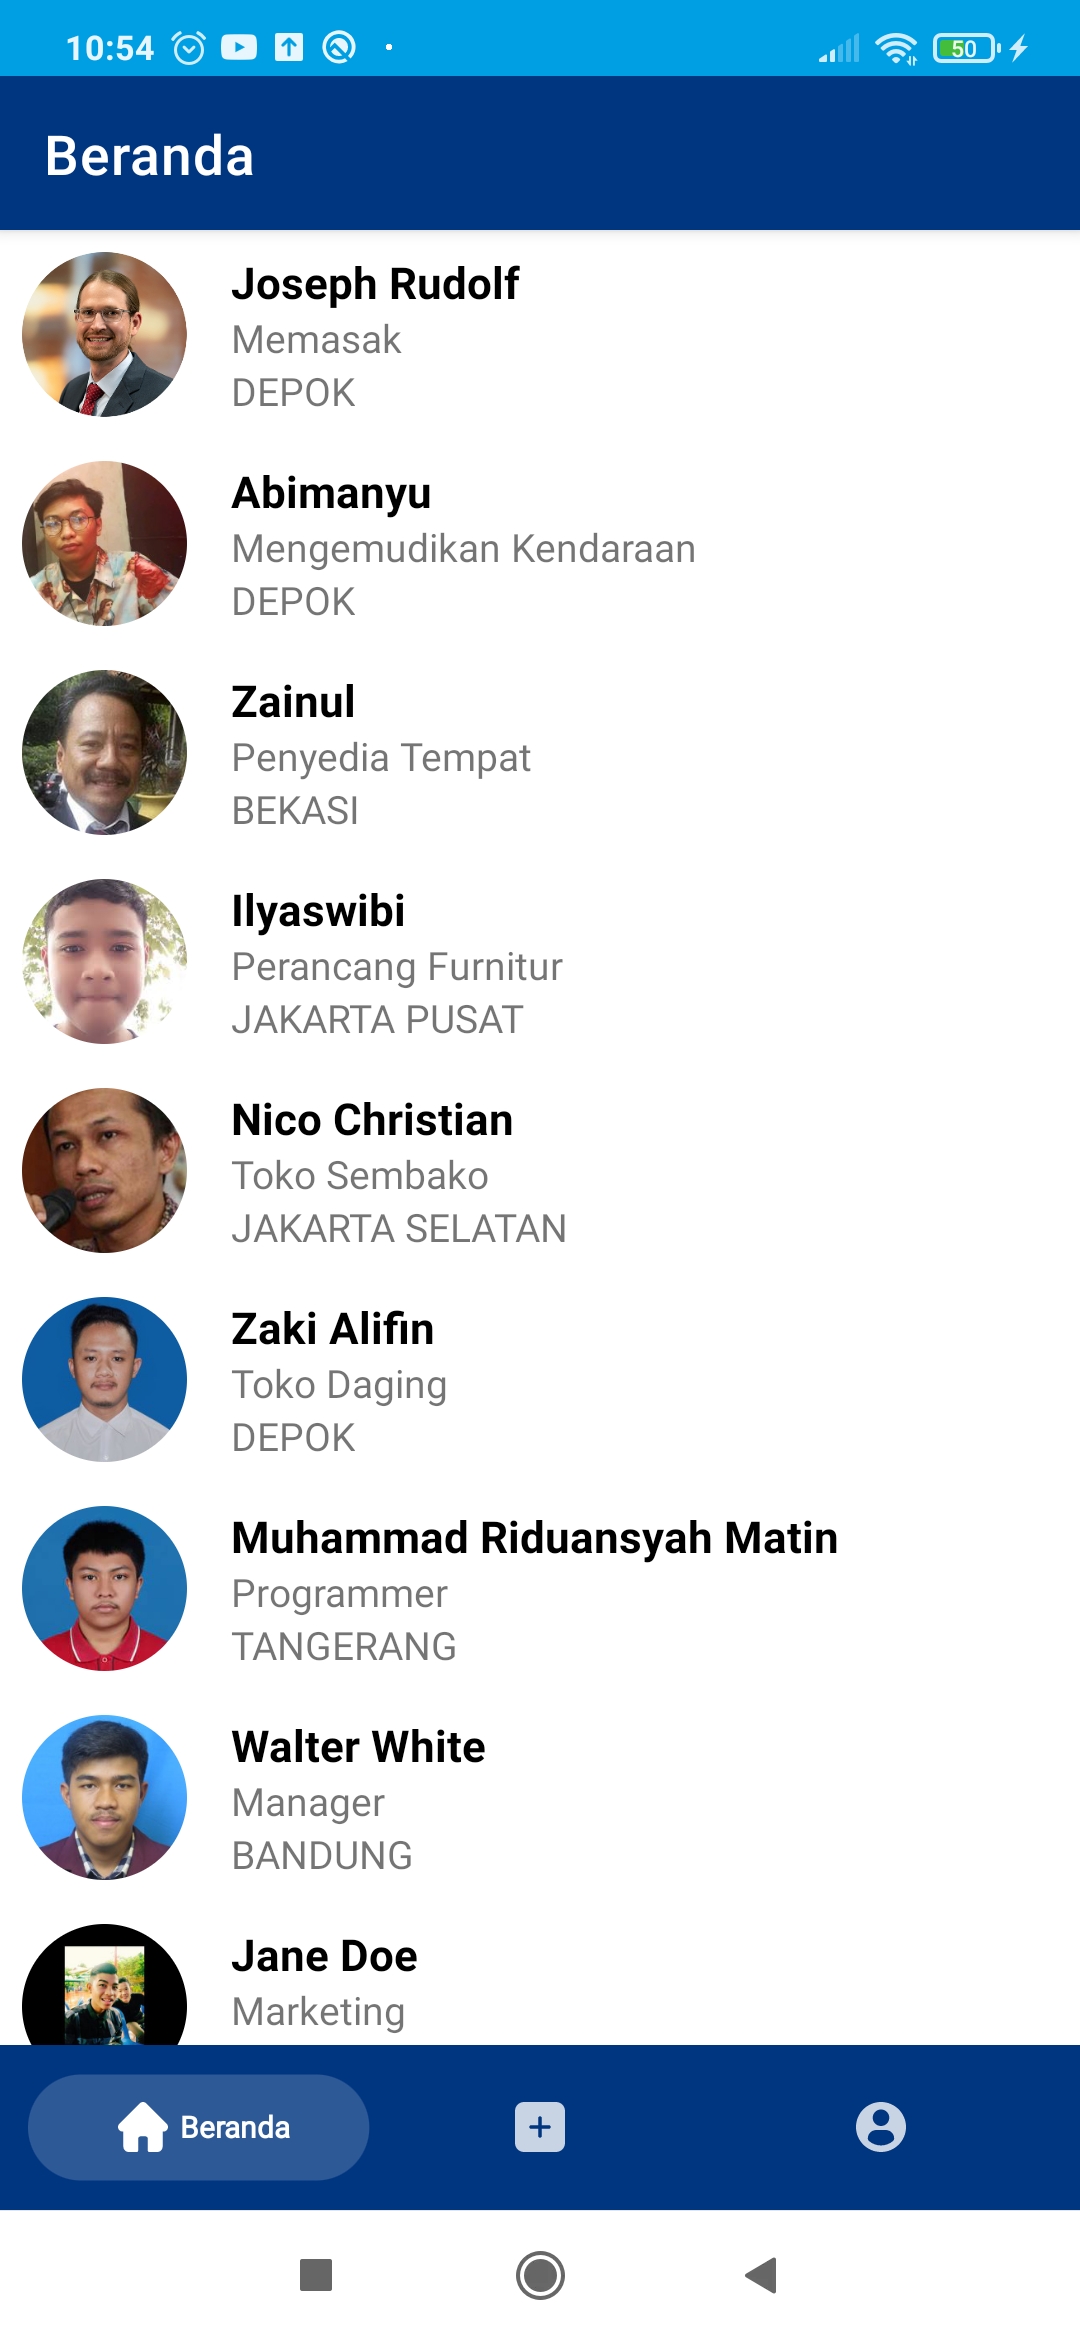 10:54
50
Beranda
Joseph Rudolf
Memasak
DEPOK
Abimanyu
Mengemudikan Kendaraan
DEPOK
Zainul
Penyedia Tempat
BEKASI
Ilyaswibi
Perancang Furnitur
JAKARTA PUSAT
Nico Christian
Toko Sembako
JAKARTA SELATAN
Zaki Alifin
Toko Daging
DEPOK
Muhammad Riduansyah Matin
Programmer
TANGERANG
Walter White
Manager
BANDUNG
Jane Doe
Marketing
Beranda